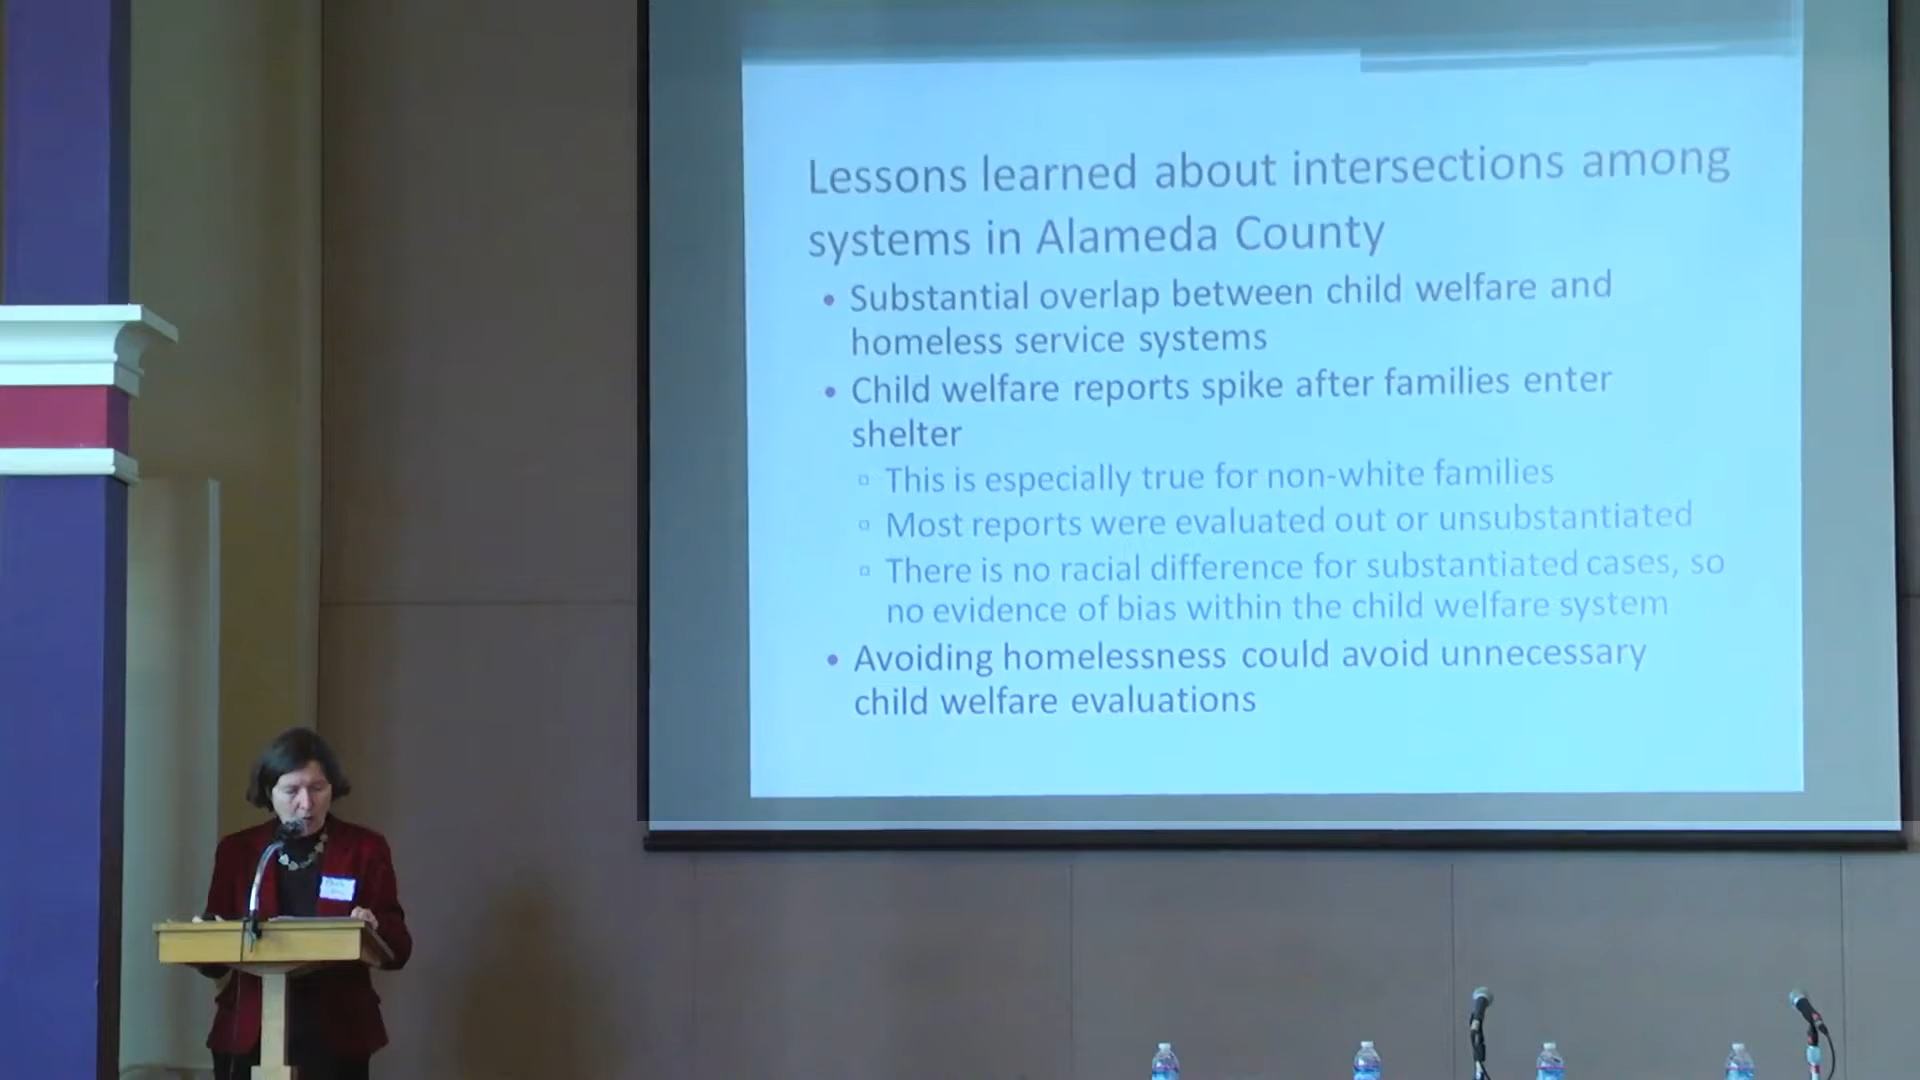 Lessons learned about intersections among
systems in Alameda County
• Substantial overlap between child welfare and
homeless service systems
• Child welfare reports spike after families enter
shelter
▫ This is especially true for non-white families
▫ Most reports were evaluated out or unsubstantiated
▫ There is no racial difference for substantiated cases, so
no evidence of bias within the child welfare system
• Avoiding homelessness could avoid unnecessary
child welfare evaluations